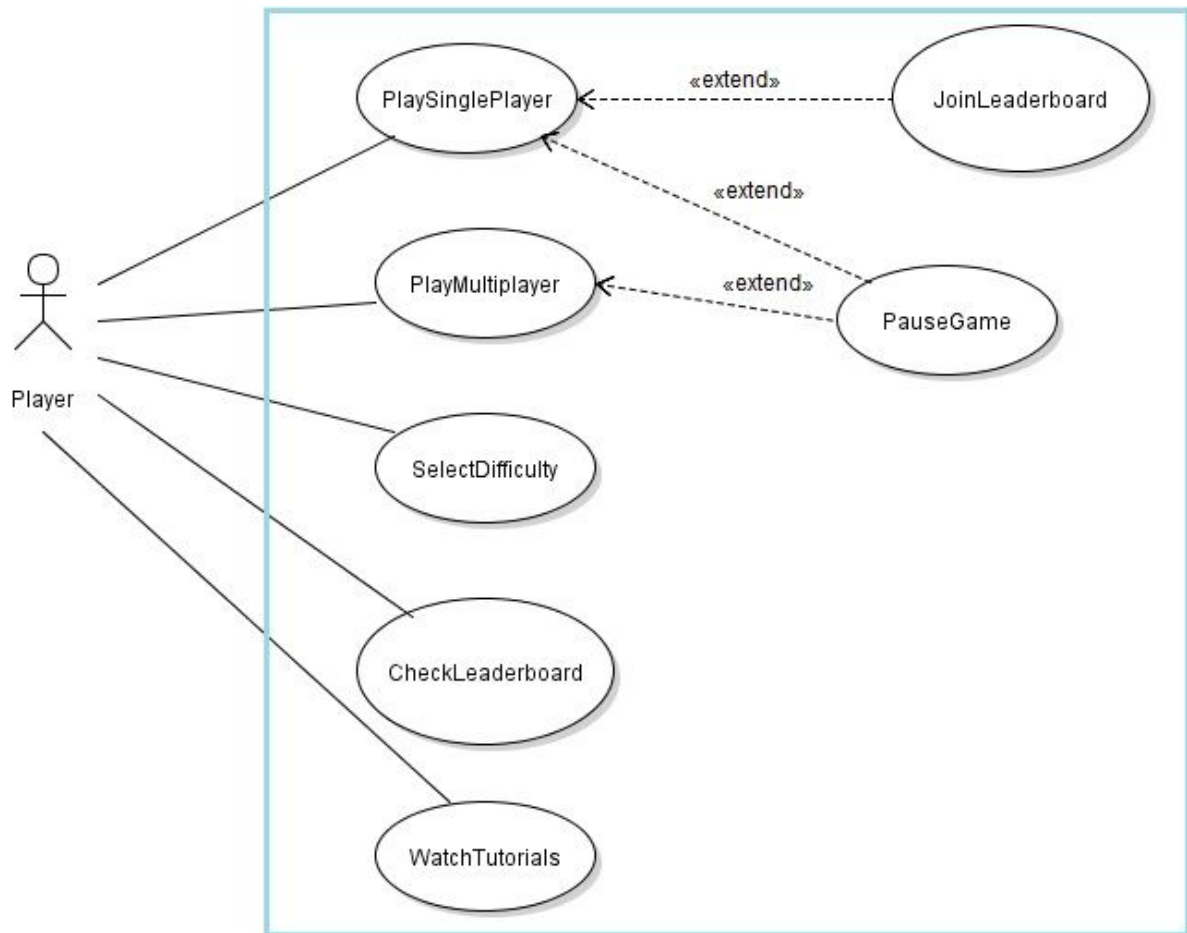 PlaySinglePlayer
«extend»
JoinLeaderboard
«extend»
PlayMultiplayer
«extend»
PauseGame
Player
SelectDifficulty
CheckLeaderboard
WatchTutorials